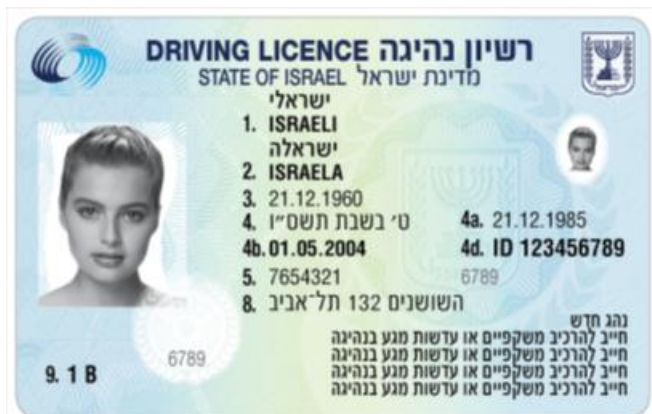 DRIVING LICENCE רשיון נהיגה
STATE OF ISRAEL מדינת ישראל
ישראלי
1. ISRAELI
ישראלה
2. ISRAELA
3. 21.12.1960
4. ט׳ בשבת תשס״ו 4a. 21.12.1985
4b. 01.05.2004 4d. ID 123456789
5. 7654321 6789
8. השושנים 132 תל־אביב
נהג חדש
חייב להרכיב משקפיים או עדשות מגע בנהיגה
חייב להרכיב משקפיים או עדשות מגע בנהיגה
חייב להרכיב משקפיים או עדשות מגע בנהיגה
חייב להרכיב משקפיים או עדשות מגע בנהיגה
6789
9. 1 B